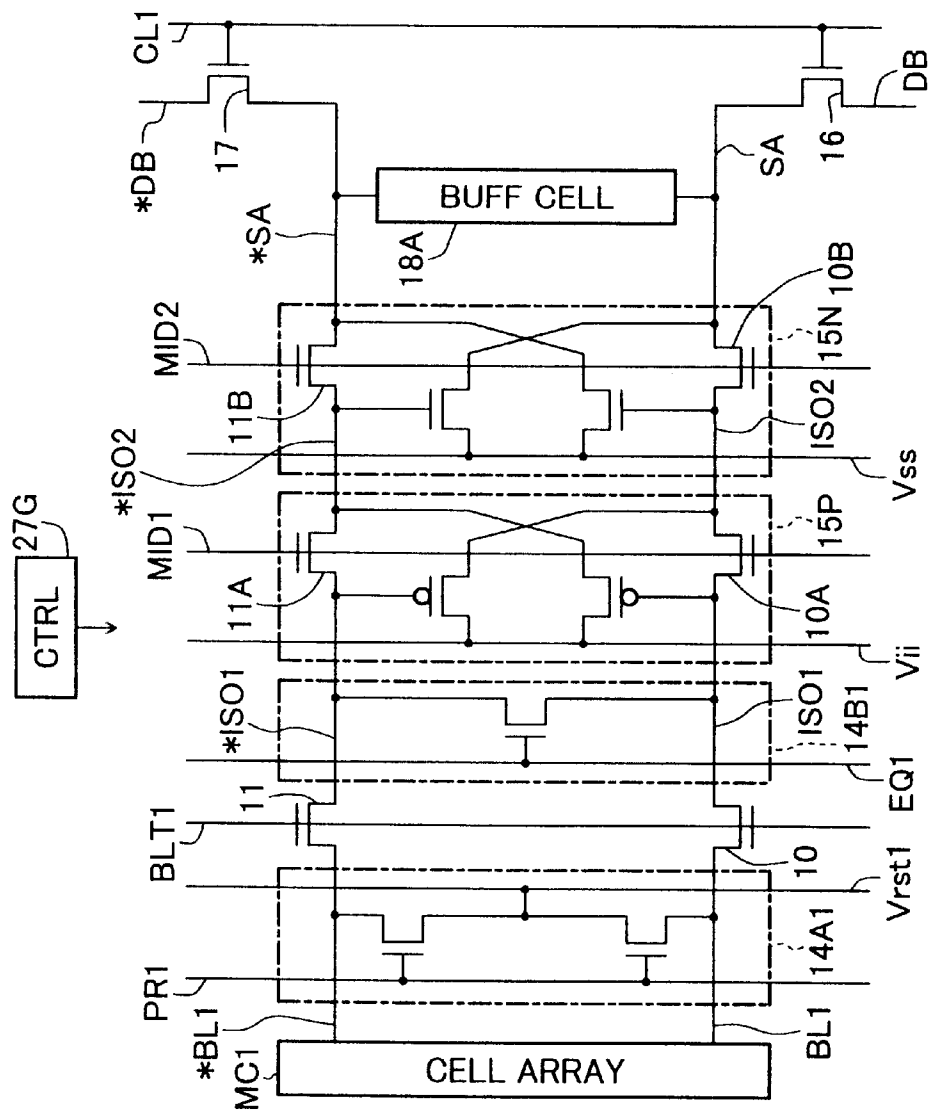 CTRL
27G
*ISO2
BLT1
MID1
MID2
*DB
CL1
PR1
*BL1
11
*ISO1
11A
11B
*SA
17
MC1
CELL ARRAY
BUFF CELL
18A
BL1
14A1
Vrst1
10
EQ1
14B1
ISO1
Vii
10A
15P
Vss
ISO2
15N
10B
SA
16
DB